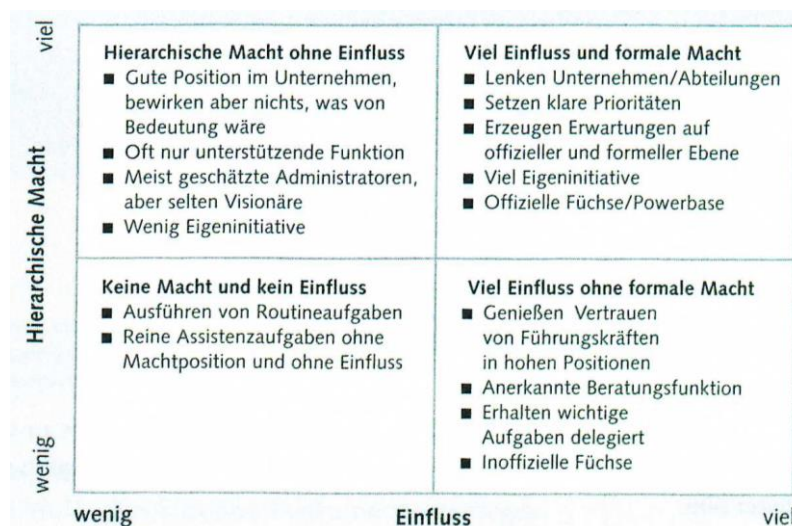 viel
Hierarchische Macht
wenig
Hierarchische Macht ohne Einfluss
■ Gute Position im Unternehmen,
bewirken aber nichts, was von
Bedeutung wäre
■ Oft nur unterstützende Funktion
■ Meist geschätzte Administratoren,
aber selten Visionäre
■ Wenig Eigeninitiative
Viel Einfluss und formale Macht
■ Lenken Unternehmen/Abteilungen
■ Setzen klare Prioritäten
■ Erzeugen Erwartungen auf
offizieller und formeller Ebene
■ Viel Eigeninitiative
■ Offizielle Füchse/Powerbase
Keine Macht und kein Einfluss
■ Ausführen von Routineaufgaben
■ Reine Assistenzaufgaben ohne
Machtposition und ohne Einfluss
Viel Einfluss ohne formale Macht
■ Genießen Vertrauen
von Führungskräften
in hohen Positionen
■ Anerkannte Beratungsfunktion
■ Erhalten wichtige
Aufgaben delegiert
■ Inoffizielle Füchse
wenig
Einfluss
viel